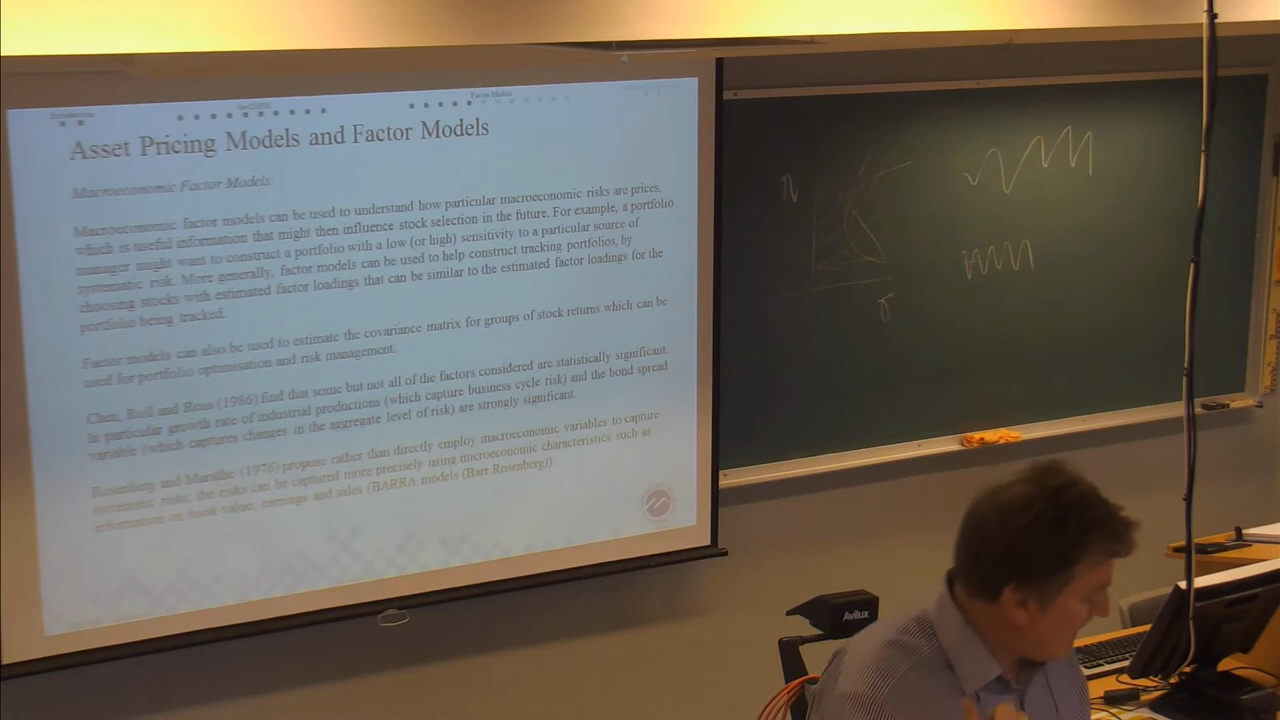 Introduction
the CAPM
Factor Models
Asset Pricing Models and Factor Models
Macroeconomic Factor Models:
Macroeconomic factor models can be used to understand how particular macroeconomic risks are prices,
which is useful information that might then influence stock selection in the future. For example, a portfolio
manager might want to construct a portfolio with a low (or high) sensitivity to a particular source of
systematic risk. More generally, factor models can be used to help construct tracking portfolios, by
choosing stocks with estimated factor loadings that can be similar to the estimated factor loadings for the
portfolio being tracked.
Factor models can also be used to estimate the covariance matrix for groups of stock returns which can be
used for portfolio optimisation and risk management.
Chen, Roll and Ross (1986) find that some but not all of the factors considered are statistically significant.
In particular growth rate of industrial productions (which capture business cycle risk) and the bond spread
variable (which captures changes in the aggregate level of risk) are strongly significant.
Rosenberg and Marathe (1976) propose rather than directly employ macroeconomic variables to capture
systematic risks, the risks can be captured more precisely using microeconomic characteristics such as
information on book value, earnings and sales (BARRA models (Barr Rosenberg)).
σ
Avilux